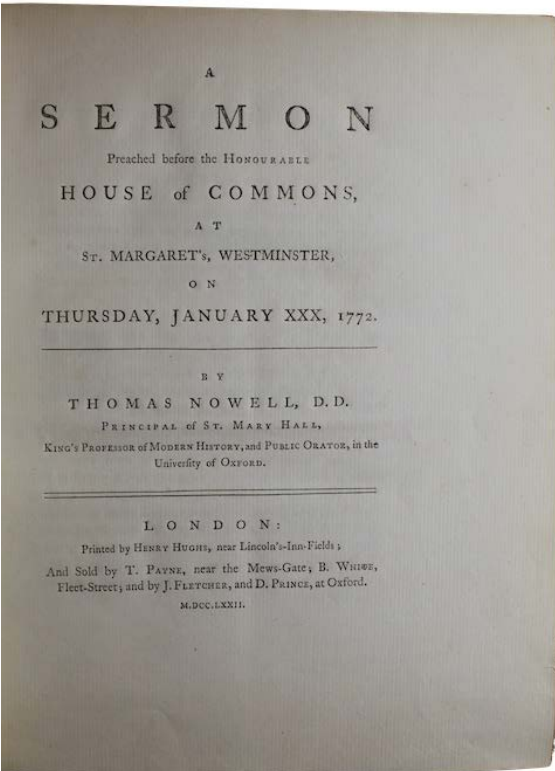 A
SERMON
Preached before the HONOURABLE
HOUSE of COMMONS,
AT
ST. MARGARET's, WESTMINSTER,
ON
THURSDAY, JANUARY XXX, 1772.
BY
THOMAS NOWELL, D.D.
PRINCIPAL of ST. MARY HALL,
KING's PROFESSOR of MODERN HISTORY, and PUBLIC ORATOR, in the
Univerſity of OXFORD.
LONDON:
Printed by HENRY HUGHS, near Lincoln's-Inn-Fields;
And Sold by T. PAYNE, near the Mews-Gate; B. WHITE,
Fleet-Street; and by J. FLETCHER, and D. PRINCE, at Oxford.
M.DCC.LXXII.